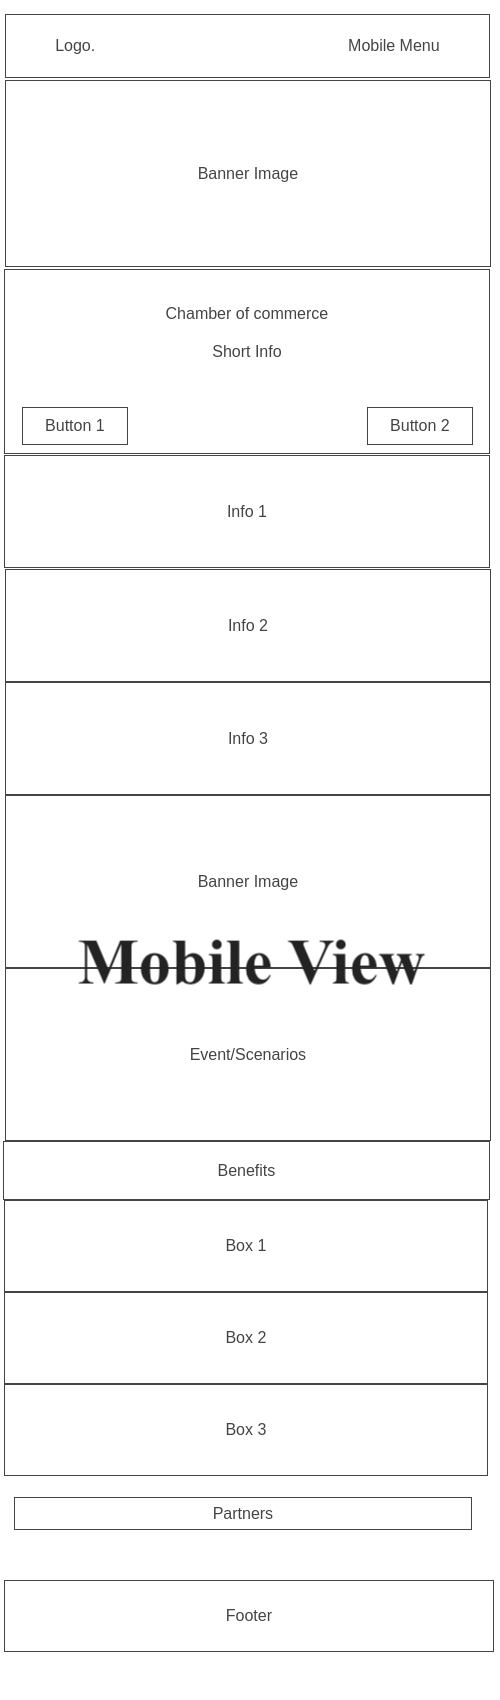 Logo. Mobile Menu
Banner Image
Chamber of commerce
Short Info
Button 1 Button 2
Info 1
Info 2
Info 3
Banner Image
Mobile View
Event/Scenarios
Benefits
Box 1
Box 2
Box 3
Partners
Footer